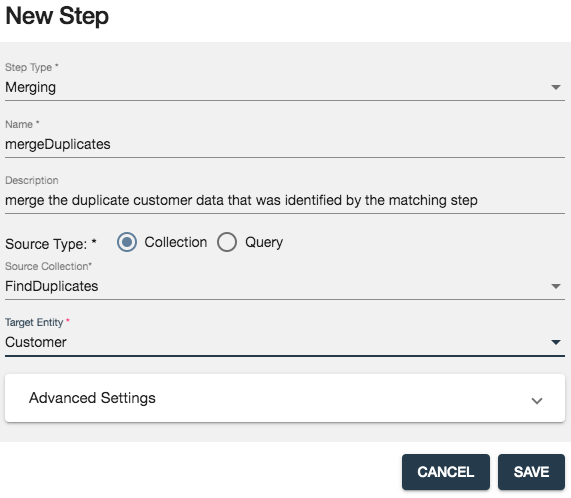 New Step
Step Type *
Merging
Name *
mergeDuplicates
Description
merge the duplicate customer data that was identified by the matching step
Source Type: * Collection Query
Source Collection*
FindDuplicates
Target Entity *
Customer
Advanced Settings
CANCEL SAVE